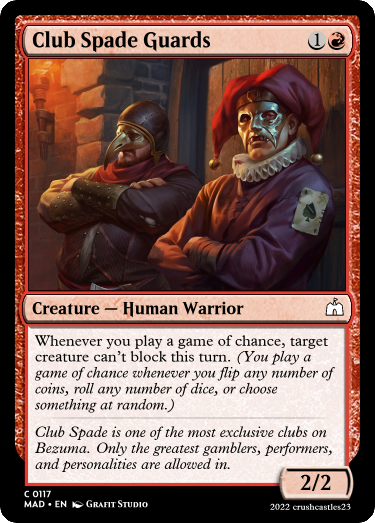 Club Spade Guards 1
Creature — Human Warrior
Whenever you play a game of chance, target
creature can't block this turn. (You play a
game of chance whenever you flip any number of
coins, roll any number of dice, or choose
something at random.)
Club Spade is one of the most exclusive clubs on
Bezuma. Only the greatest gamblers, performers,
and personalities are allowed in.
2/2
C 0117
MAD • EN Grafit Studio
2022 crushcastles23